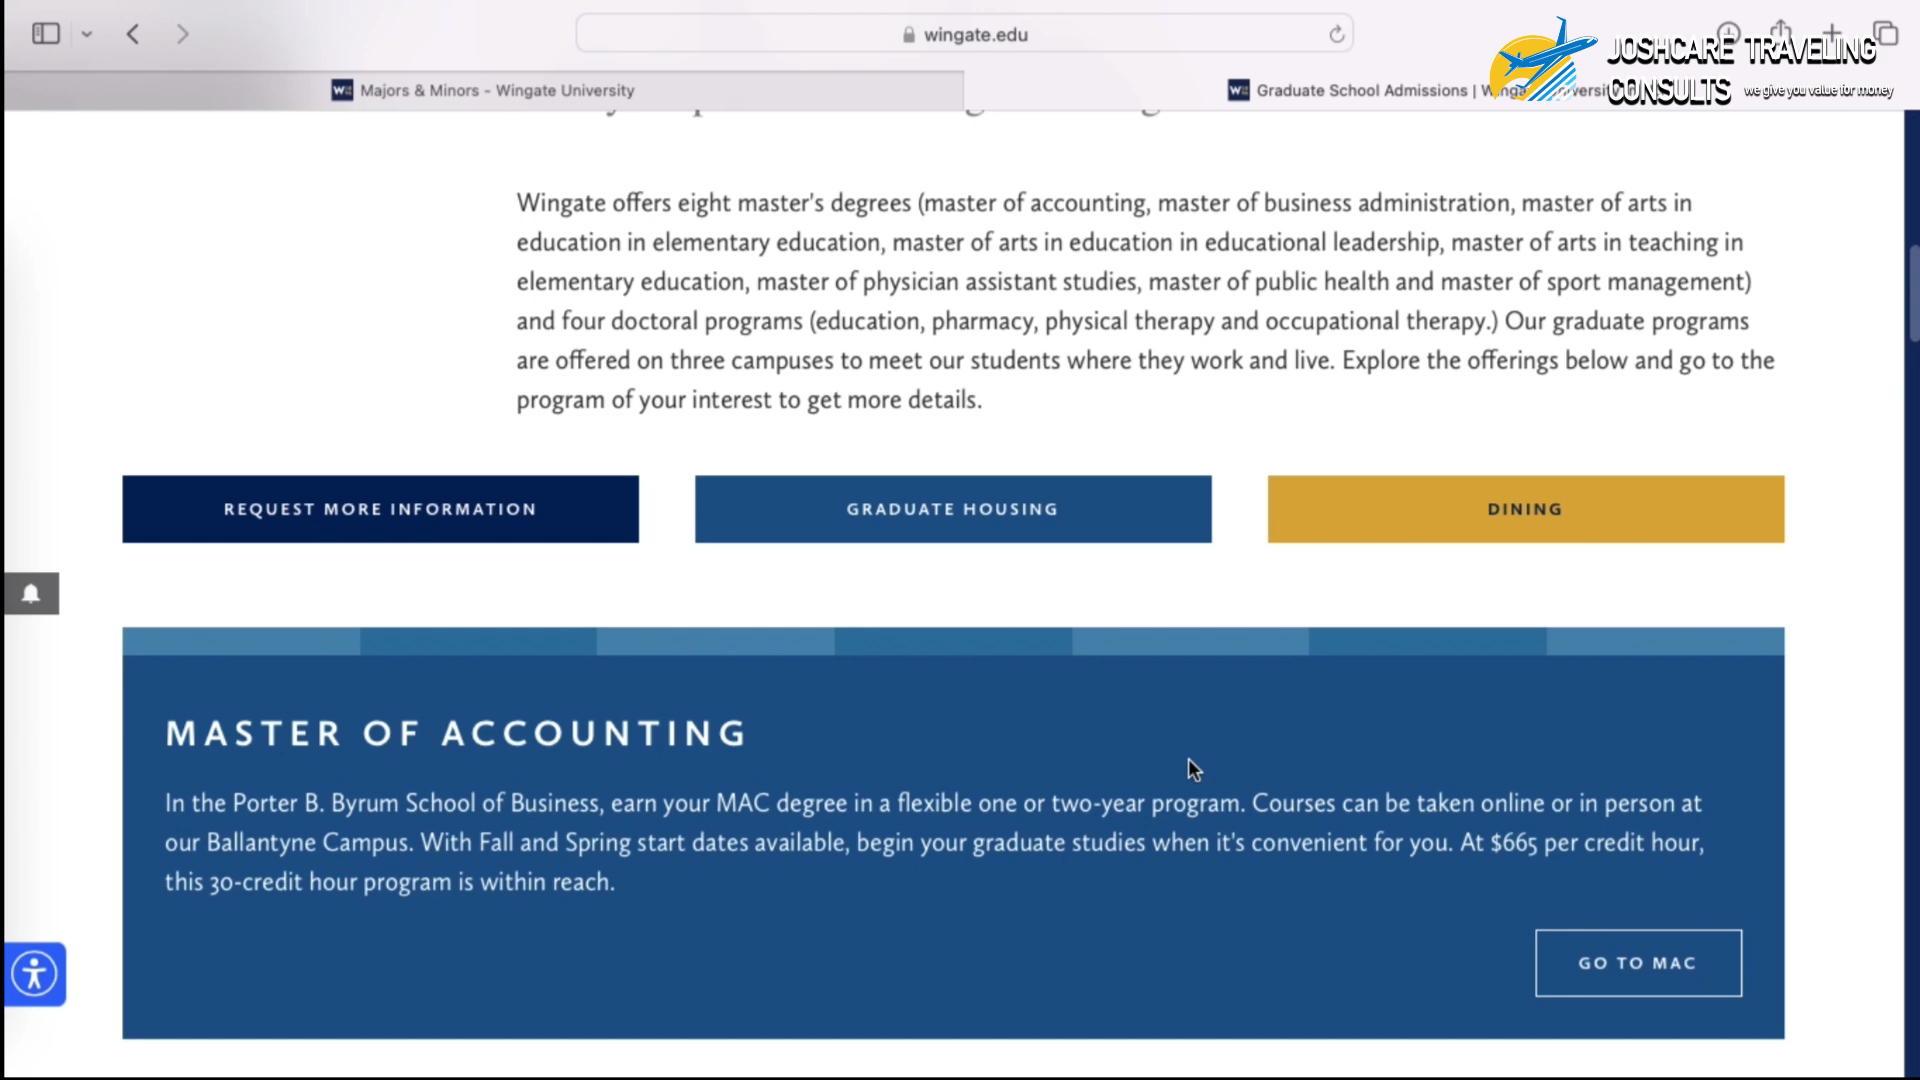 wingate.edu
JOSHCARE TRAVELING
CONSULTS we give you value for money
Majors & Minors - Wingate University
Graduate School Admissions |
Wingate offers eight master's degrees (master of accounting, master of business administration, master of arts in
education in elementary education, master of arts in education in educational leadership, master of arts in teaching in
elementary education, master of physician assistant studies, master of public health and master of sport management)
and four doctoral programs (education, pharmacy, physical therapy and occupational therapy.) Our graduate programs
are offered on three campuses to meet our students where they work and live. Explore the offerings below and go to the
program of your interest to get more details.
REQUEST MORE INFORMATION
GRADUATE HOUSING
DINING
MASTER OF ACCOUNTING
In the Porter B. Byrum School of Business, earn your MAC degree in a flexible one or two-year program. Courses can be taken online or in person at
our Ballantyne Campus. With Fall and Spring start dates available, begin your graduate studies when it's convenient for you. At $665 per credit hour,
this 30-credit hour program is within reach.
GO TO MAC